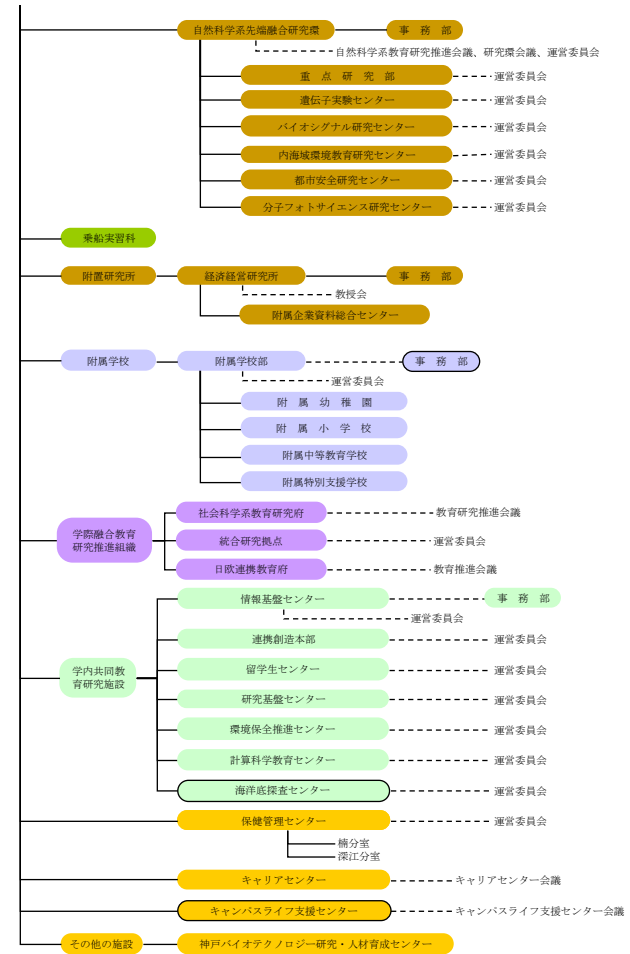 自然科学系先端融合研究環
事 務 部
自然科学系教育研究推進会議、研究環会議、運営委員会
重 点 研 究 部
運営委員会
遺伝子実験センター
運営委員会
バイオシグナル研究センター
運営委員会
内海域環境教育研究センター
運営委員会
都市安全研究センター
運営委員会
分子フォトサイエンス研究センター
運営委員会
乗船実習科
附置研究所
経済経営研究所
事 務 部
教授会
附属企業資料総合センター
附属学校
附属学校部
事 務 部
運営委員会
附 属 幼 稚 園
附 属 小 学 校
附属中等教育学校
附属特別支援学校
学際融合教育
研究推進組織
社会科学系教育研究府
教育研究推進会議
統合研究拠点
運営委員会
日欧連携教育府
教育推進会議
学内共同教
育研究施設
情報基盤センター
事 務 部
運営委員会
連携創造本部
運営委員会
留学生センター
運営委員会
研究基盤センター
運営委員会
環境保全推進センター
運営委員会
計算科学教育センター
運営委員会
海洋底探査センター
運営委員会
保健管理センター
運営委員会
楠分室
深江分室
キャリアセンター
キャリアセンター会議
キャンパスライフ支援センター
キャンパスライフ支援センター会議
その他の施設
神戸バイオテクノロジー研究・人材育成センター